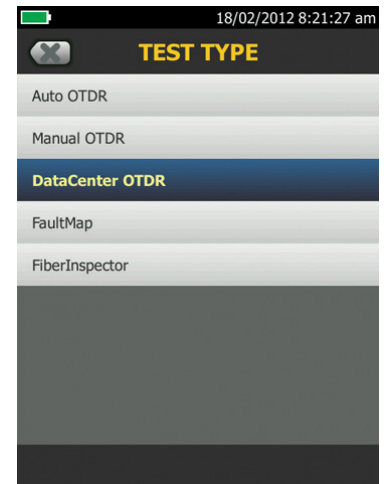 18/02/2012 8:21:27 am
TEST TYPE
Auto OTDR
Manual OTDR
DataCenter OTDR
FaultMap
FiberInspector